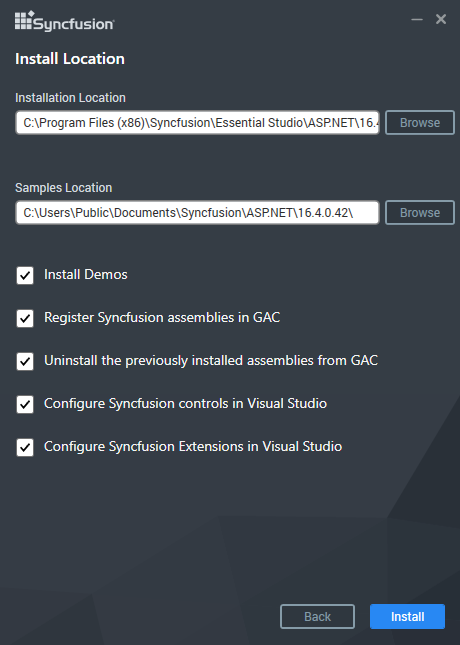 Syncfusion
Install Location
Installation Location
C:\Program Files (x86)\Syncfusion\Essential Studio\ASP.NET\16.4
Browse
Samples Location
C:\Users\Public\Documents\Syncfusion\ASP.NET\16.4.0.42\
Browse
Install Demos
Register Syncfusion assemblies in GAC
Uninstall the previously installed assemblies from GAC
Configure Syncfusion controls in Visual Studio
Configure Syncfusion Extensions in Visual Studio
Back
Install